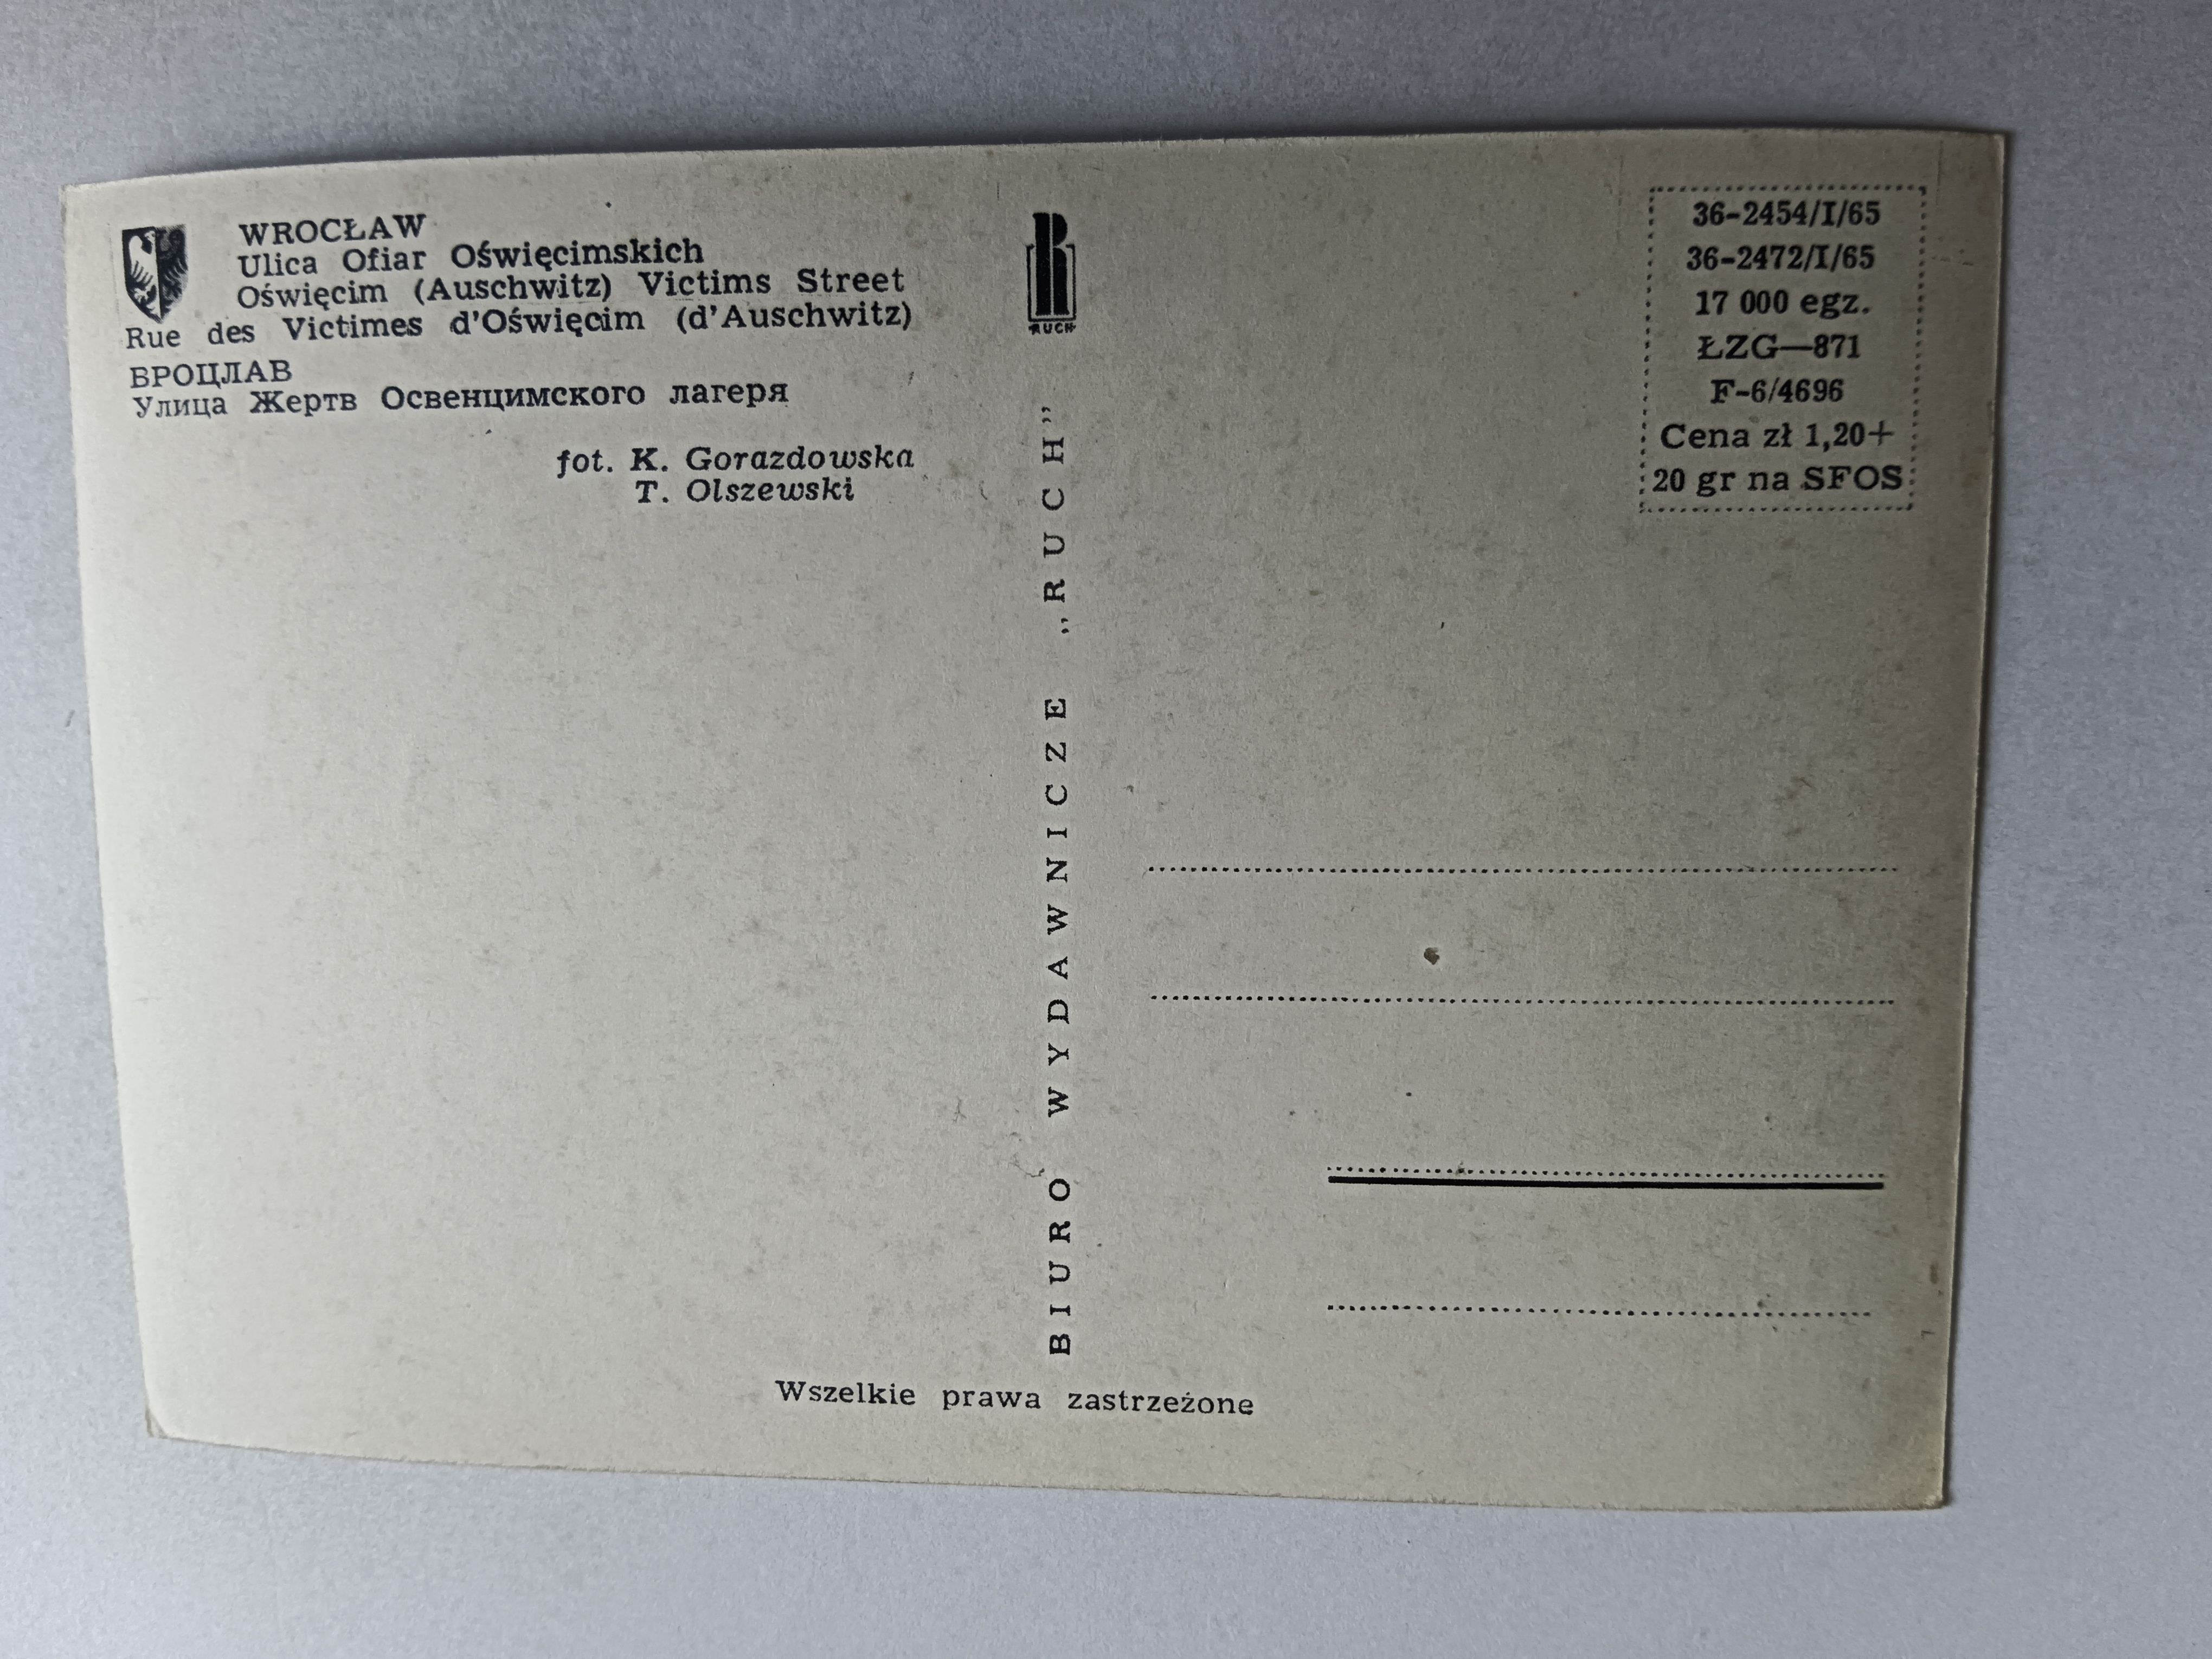 WROCŁAW
Ulica Ofiar Oświęcimskich
Oświęcim (Auschwitz) Victims Street
Rue des Victimes d'Oświęcim (d'Auschwitz)
ВРОЦЛАВ
Улица Жертв Освенцимского лагеря
fot. K. Gorazdowska
T. Olszewski
RUCH
BIURO WYDAWNICZE „RUCH”
36-2454/I/65
36-2472/I/65
17 000 egz.
ŁZG—871
F-6/4696
Cena zł 1,20+
20 gr na SFOS
Wszelkie prawa zastrzeżone